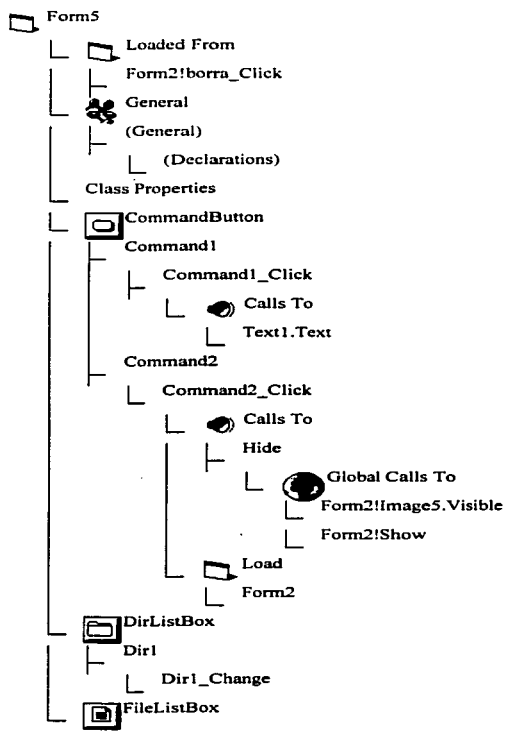 Form5
Loaded From
Form2!borra_Click
General
(General)
(Declarations)
Class Properties
CommandButton
Command1
Command1_Click
Calls To
Text1.Text
Command2
Command2_Click
Calls To
Hide
Global Calls To
Form2!Image5.Visible
Form2!Show
Load
Form2
DirListBox
Dir1
Dir1_Change
FileListBox